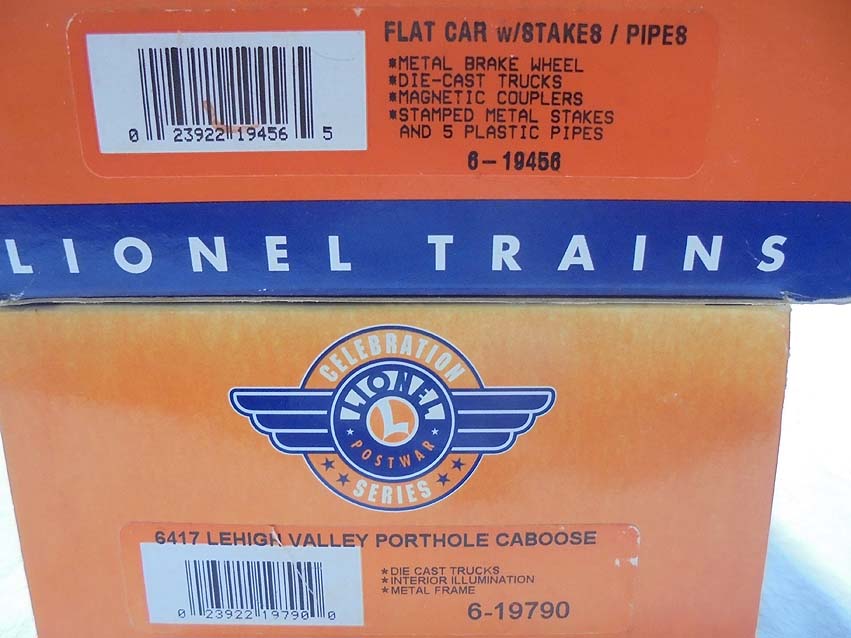 FLAT CAR w/STAKES / PIPES
*METAL BRAKE WHEEL
*DIE-CAST TRUCKS
*MAGNETIC COUPLERS
*STAMPED METAL STAKES
AND 5 PLASTIC PIPES
0 23922 19456 5
6-19456
LIONEL TRAINS
CELEBRATION
LIONEL
L
POSTWAR
SERIES
6417 LEHIGH VALLEY PORTHOLE CABOOSE
*DIE CAST TRUCKS
*INTERIOR ILLUMINATION
*METAL FRAME
0 23922 19790 0
6-19790